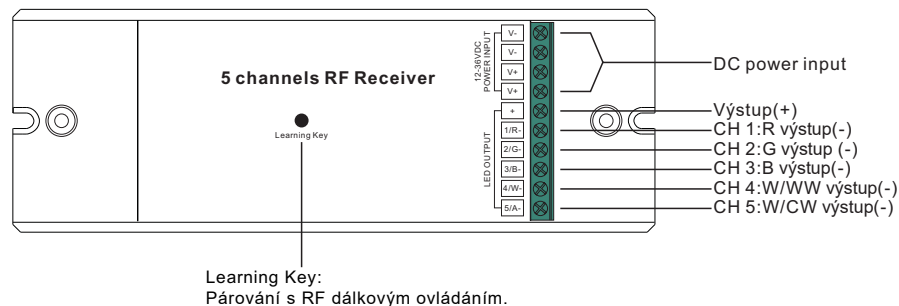 5 channels RF Receiver
Learning Key
12-36VDC
POWER INPUT
LED OUTPUT
V-
V-
V+
V+
+
1/R-
2/G-
3/B-
4/W-
5/A-
DC power input
Výstup(+)
CH 1:R výstup(-)
CH 2:G výstup (-)
CH 3:B výstup(-)
CH 4:W/WW výstup(-)
CH 5:W/CW výstup(-)
Learning Key:
Párování s RF dálkovým ovládáním.